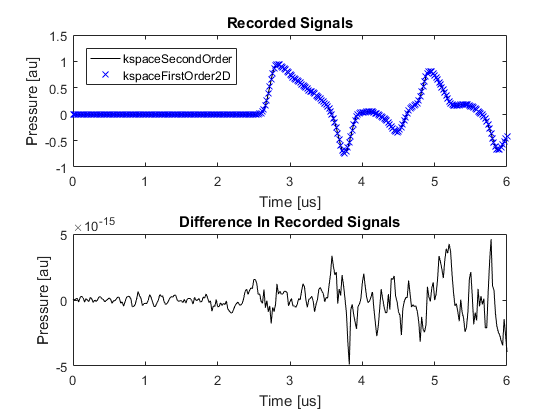 Recorded Signals
1.5
1
0.5
0
-0.5
-1
Pressure [au]
kspaceSecondOrder
kspaceFirstOrder2D
0 1 2 3 4 5 6
Time [us]
Difference In Recorded Signals
×10-15
5
0
-5
Pressure [au]
0 1 2 3 4 5 6
Time [us]